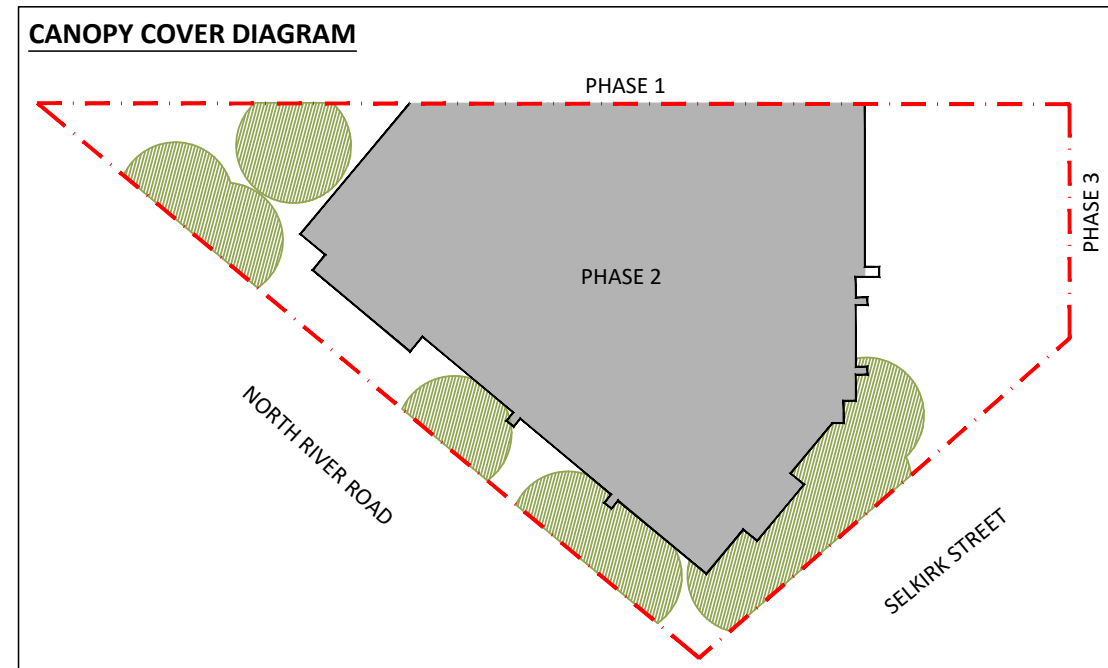 CANOPY COVER DIAGRAM
PHASE 1
PHASE 3
PHASE 2
NORTH RIVER ROAD
SELKIRK STREET